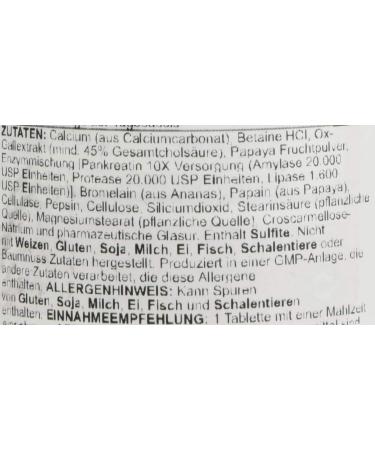 ZUTATEN: Calcium (aus Calciumcarbonat), Betaine HCl, Ox-
Gallextrakt (mind. 45% Gesamtcholsäure), Papaya Fruchtpulver,
Enzymmischung [Pankreatin 10X Versorgung (Amylase 20.000
USP Einheiten, Protease 20.000 USP Einheiten, Lipase 1.600
USP Einheiten)], Bromelain (aus Ananas), Papain (aus Papaya),
Cellulase, Pepsin, Cellulose, Siliciumdioxid, Stearinsäure (pflanzliche
Quelle), Magnesiumstearat (pflanzliche Quelle), Croscarmellose-
Natrium und pharmazeutische Glasur. Enthält Sulfite. Nicht
mit Weizen, Gluten, Soja, Milch, Ei, Fisch, Schalentiere oder
Baumnuss Zutaten hergestellt. Produziert in einer GMP-Anlage, die
andere Zutaten verarbeitet, die diese Allergene
enthalten. ALLERGENHINWEIS: Kann Spuren
von Gluten, Soja, Milch, Ei, Fisch und Schalentieren
enthalten. EINNAHMEEMPFEHLUNG: 1 Tablette mit einer Mahlzeit